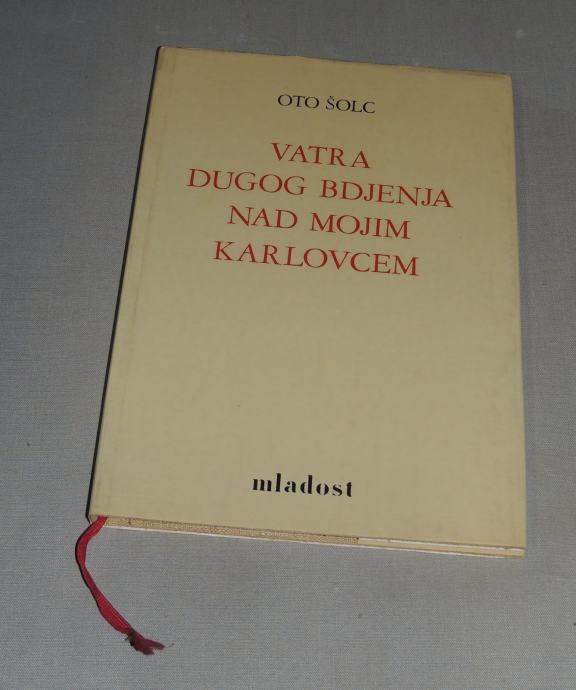 OTO ŠOLC
VATRA
DUGOG BDJENJA
NAD MOJIM
KARLOVCEM
mladost